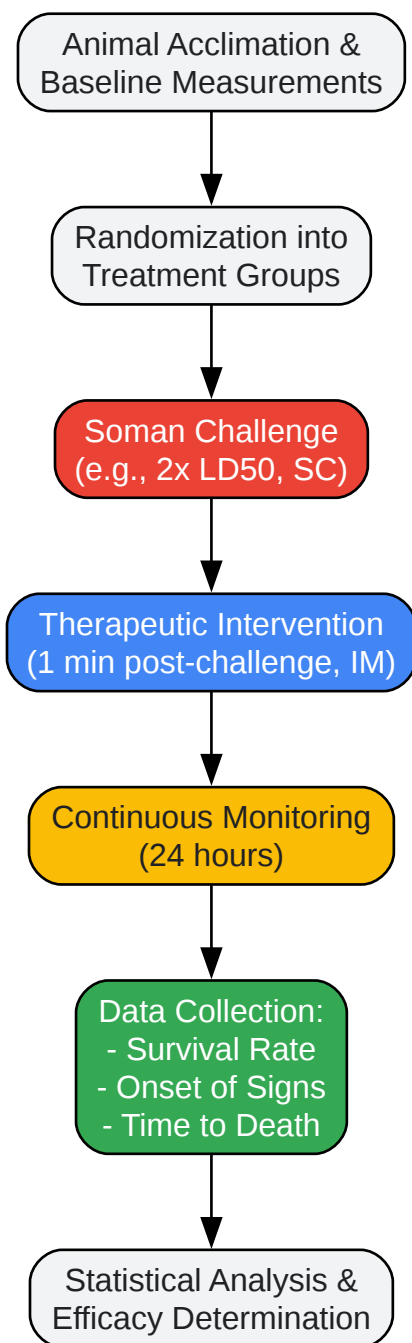 Animal Acclimation &
Baseline Measurements
Randomization into
Treatment Groups
Soman Challenge
(e.g., 2x LD50, SC)
Therapeutic Intervention
(1 min post-challenge, IM)
Continuous Monitoring
(24 hours)
Data Collection:
- Survival Rate
- Onset of Signs
- Time to Death
Statistical Analysis &
Efficacy Determination